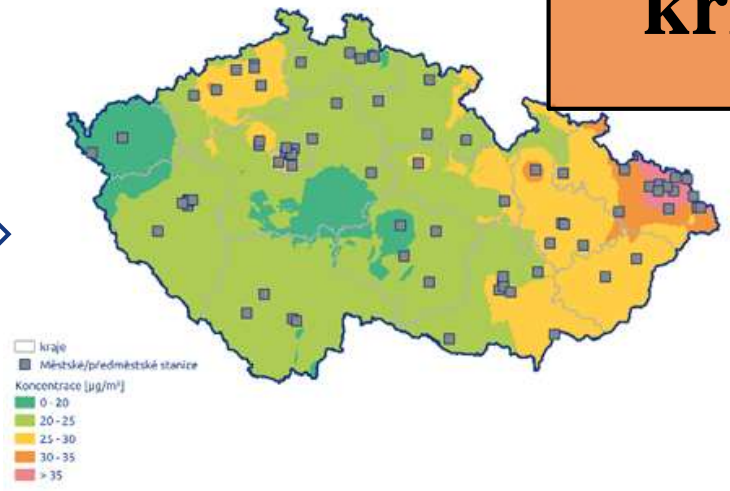 kr
kraje
Městské/předměstské stanice
Koncentrace [µg/m³]
0 - 20
20 - 25
25 - 30
30 - 35
> 35